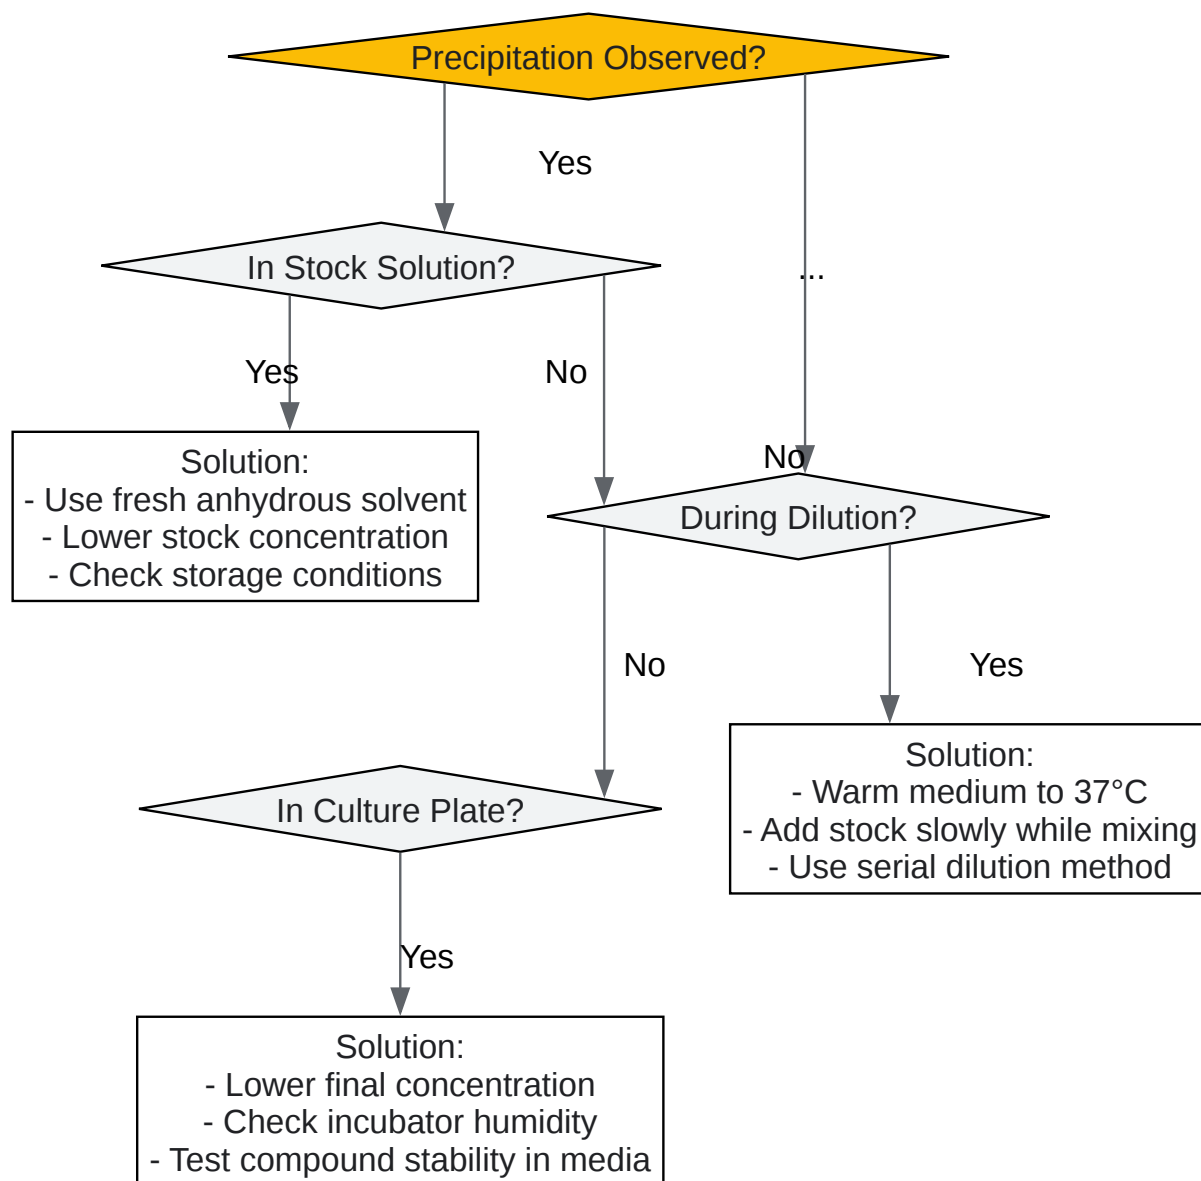 Precipitation Observed?
Yes
In Stock Solution?
...
Yes
No
No
Solution:
- Use fresh anhydrous solvent
- Lower stock concentration
- Check storage conditions
During Dilution?
No
Yes
Solution:
- Warm medium to 37°C
- Add stock slowly while mixing
- Use serial dilution method
In Culture Plate?
Yes
Solution:
- Lower final concentration
- Check incubator humidity
- Test compound stability in media